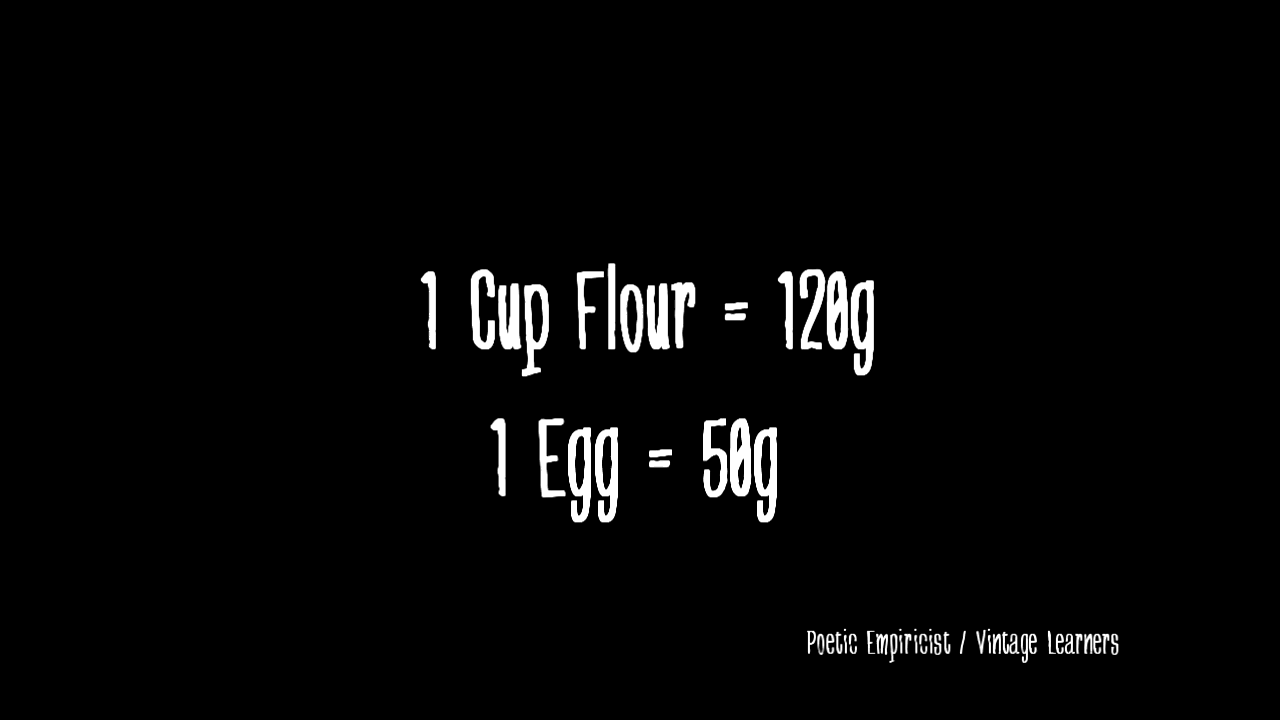 1 Cup Flour = 120g
1 Egg = 50g
Poetic Empiricist / Vintage Learners